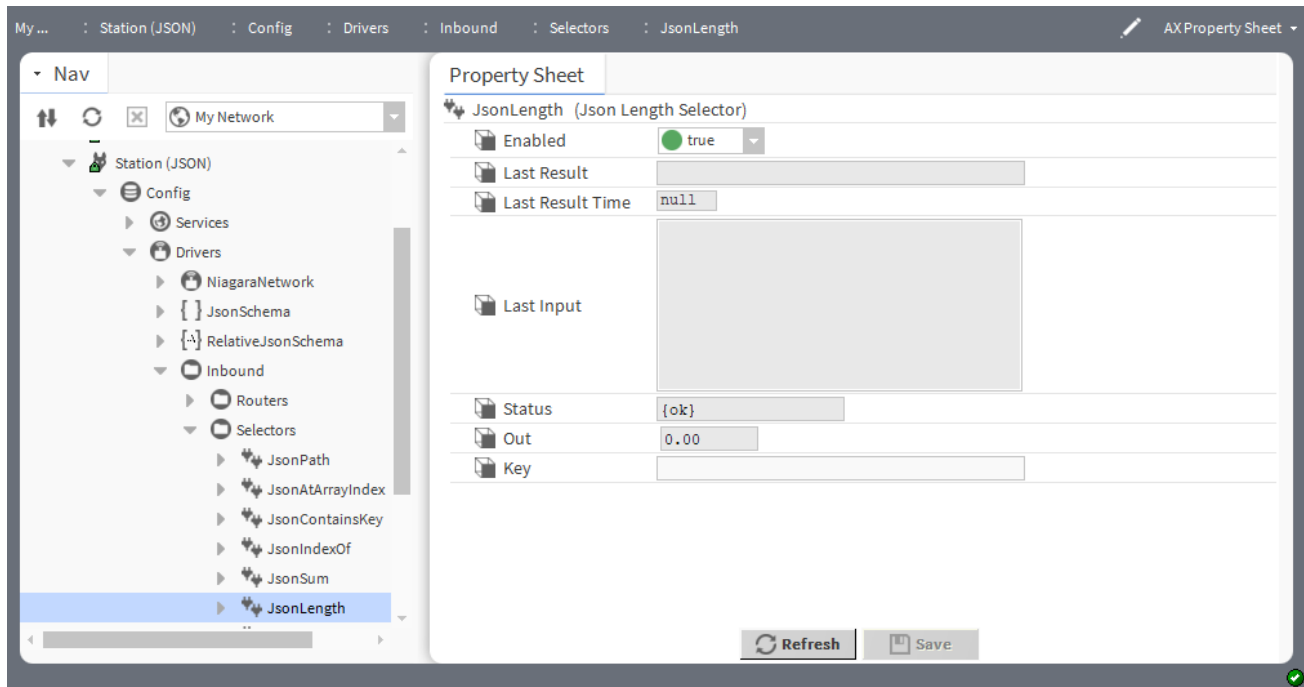 My ... : Station (JSON) : Config : Drivers : Inbound : Selectors : JsonLength AX Property Sheet
Nav
My Network
Station (JSON)
Config
Services
Drivers
NiagaraNetwork
{ } JsonSchema
RelativeJsonSchema
Inbound
Routers
Selectors
JsonPath
JsonAtArrayIndex
JsonContainsKey
JsonIndexOf
JsonSum
JsonLength
Property Sheet
JsonLength (Json Length Selector)
Enabled true
Last Result
Last Result Time null
Last Input
Status {ok}
Out 0.00
Key
Refresh Save